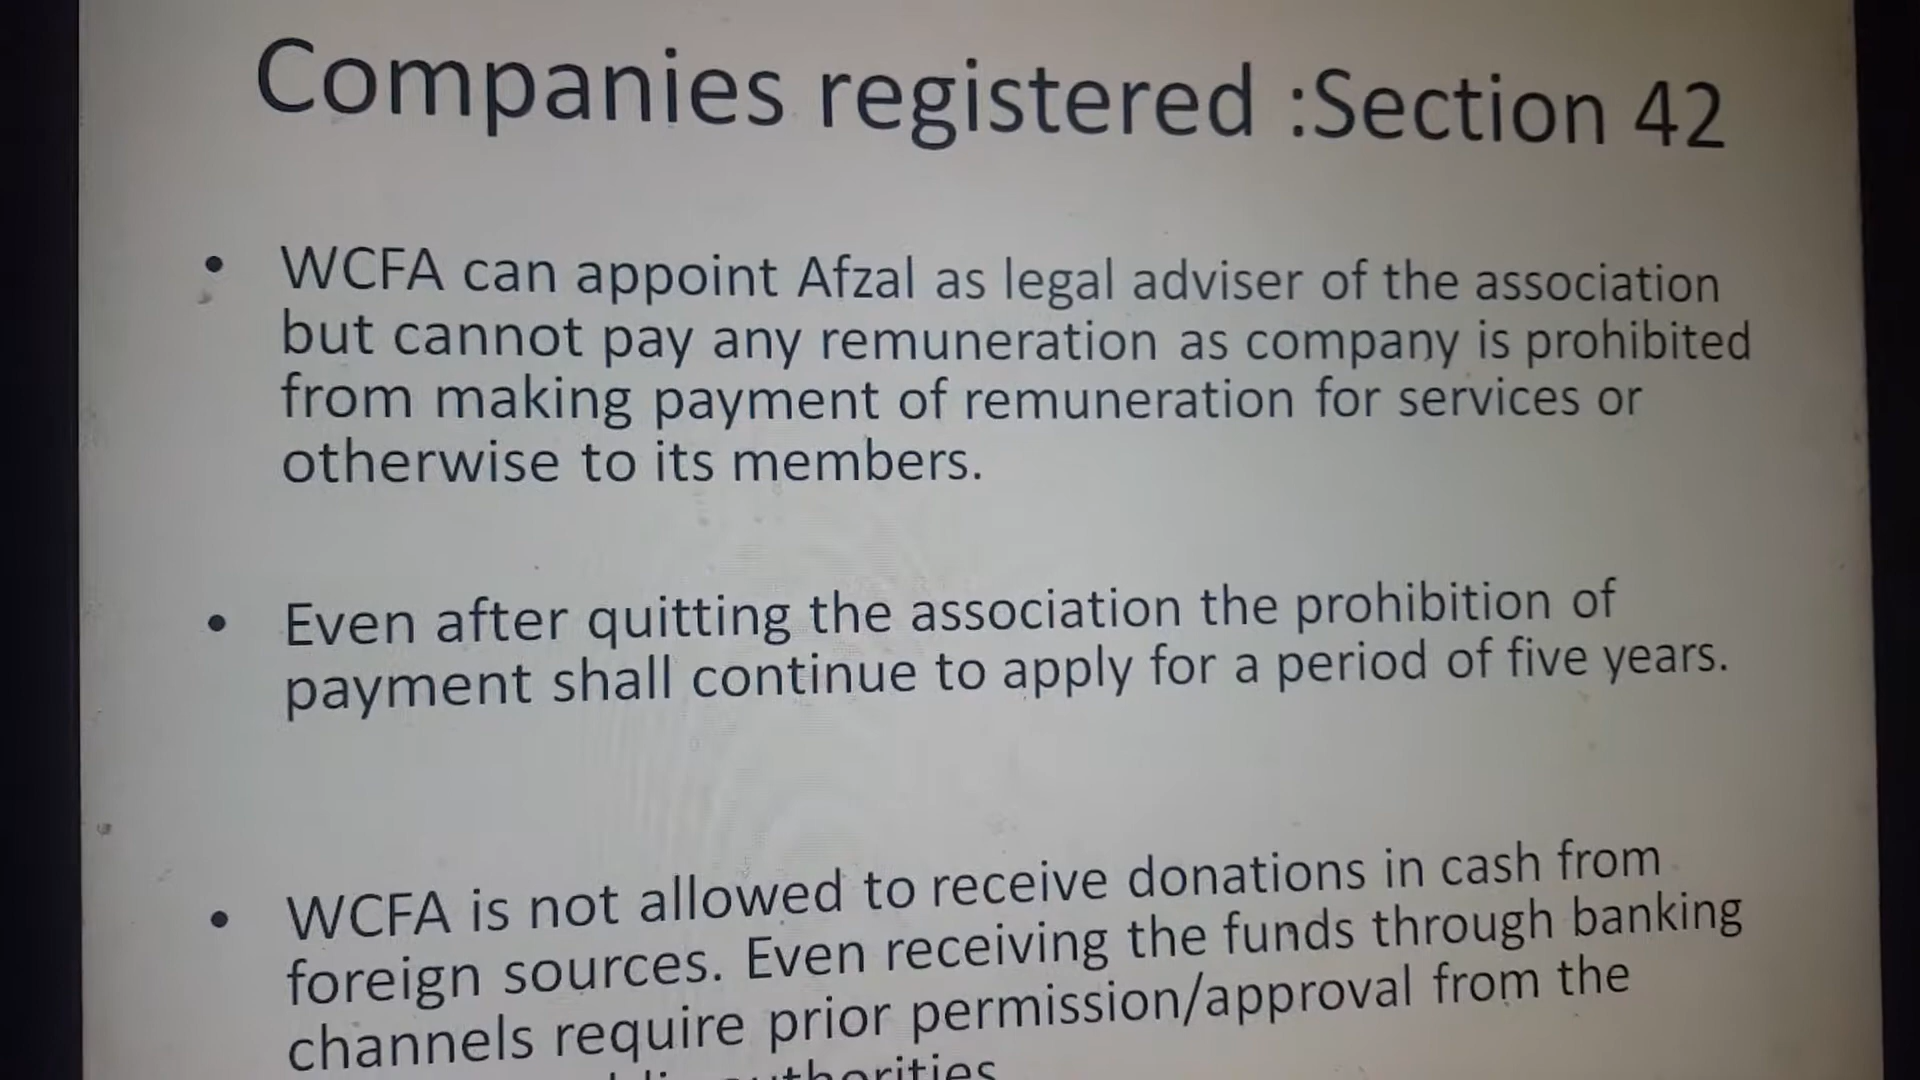 Companies registered :Section 42
• WCFA can appoint Afzal as legal adviser of the association
but cannot pay any remuneration as company is prohibited
from making payment of remuneration for services or
otherwise to its members.
• Even after quitting the association the prohibition of
payment shall continue to apply for a period of five years.
• WCFA is not allowed to receive donations in cash from
foreign sources. Even receiving the funds through banking
channels require prior permission/approval from the
authorities